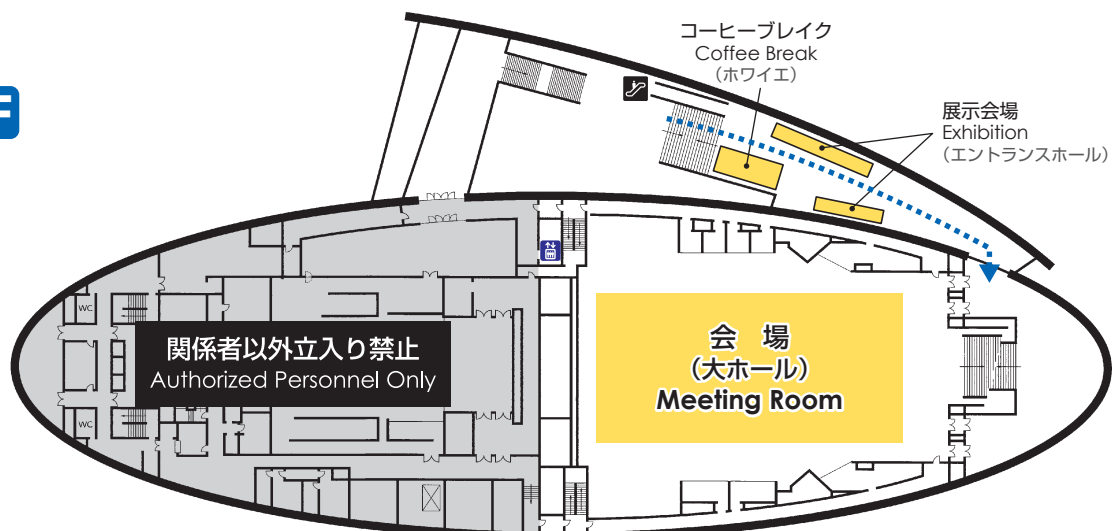 F
コーヒーブレイク
Coffee Break
（ホワイエ）
展示会場
Exhibition
（エントランスホール）
WC
関係者以外立入り禁止
Authorized Personnel Only
会 場
（大ホール）
Meeting Room
WC